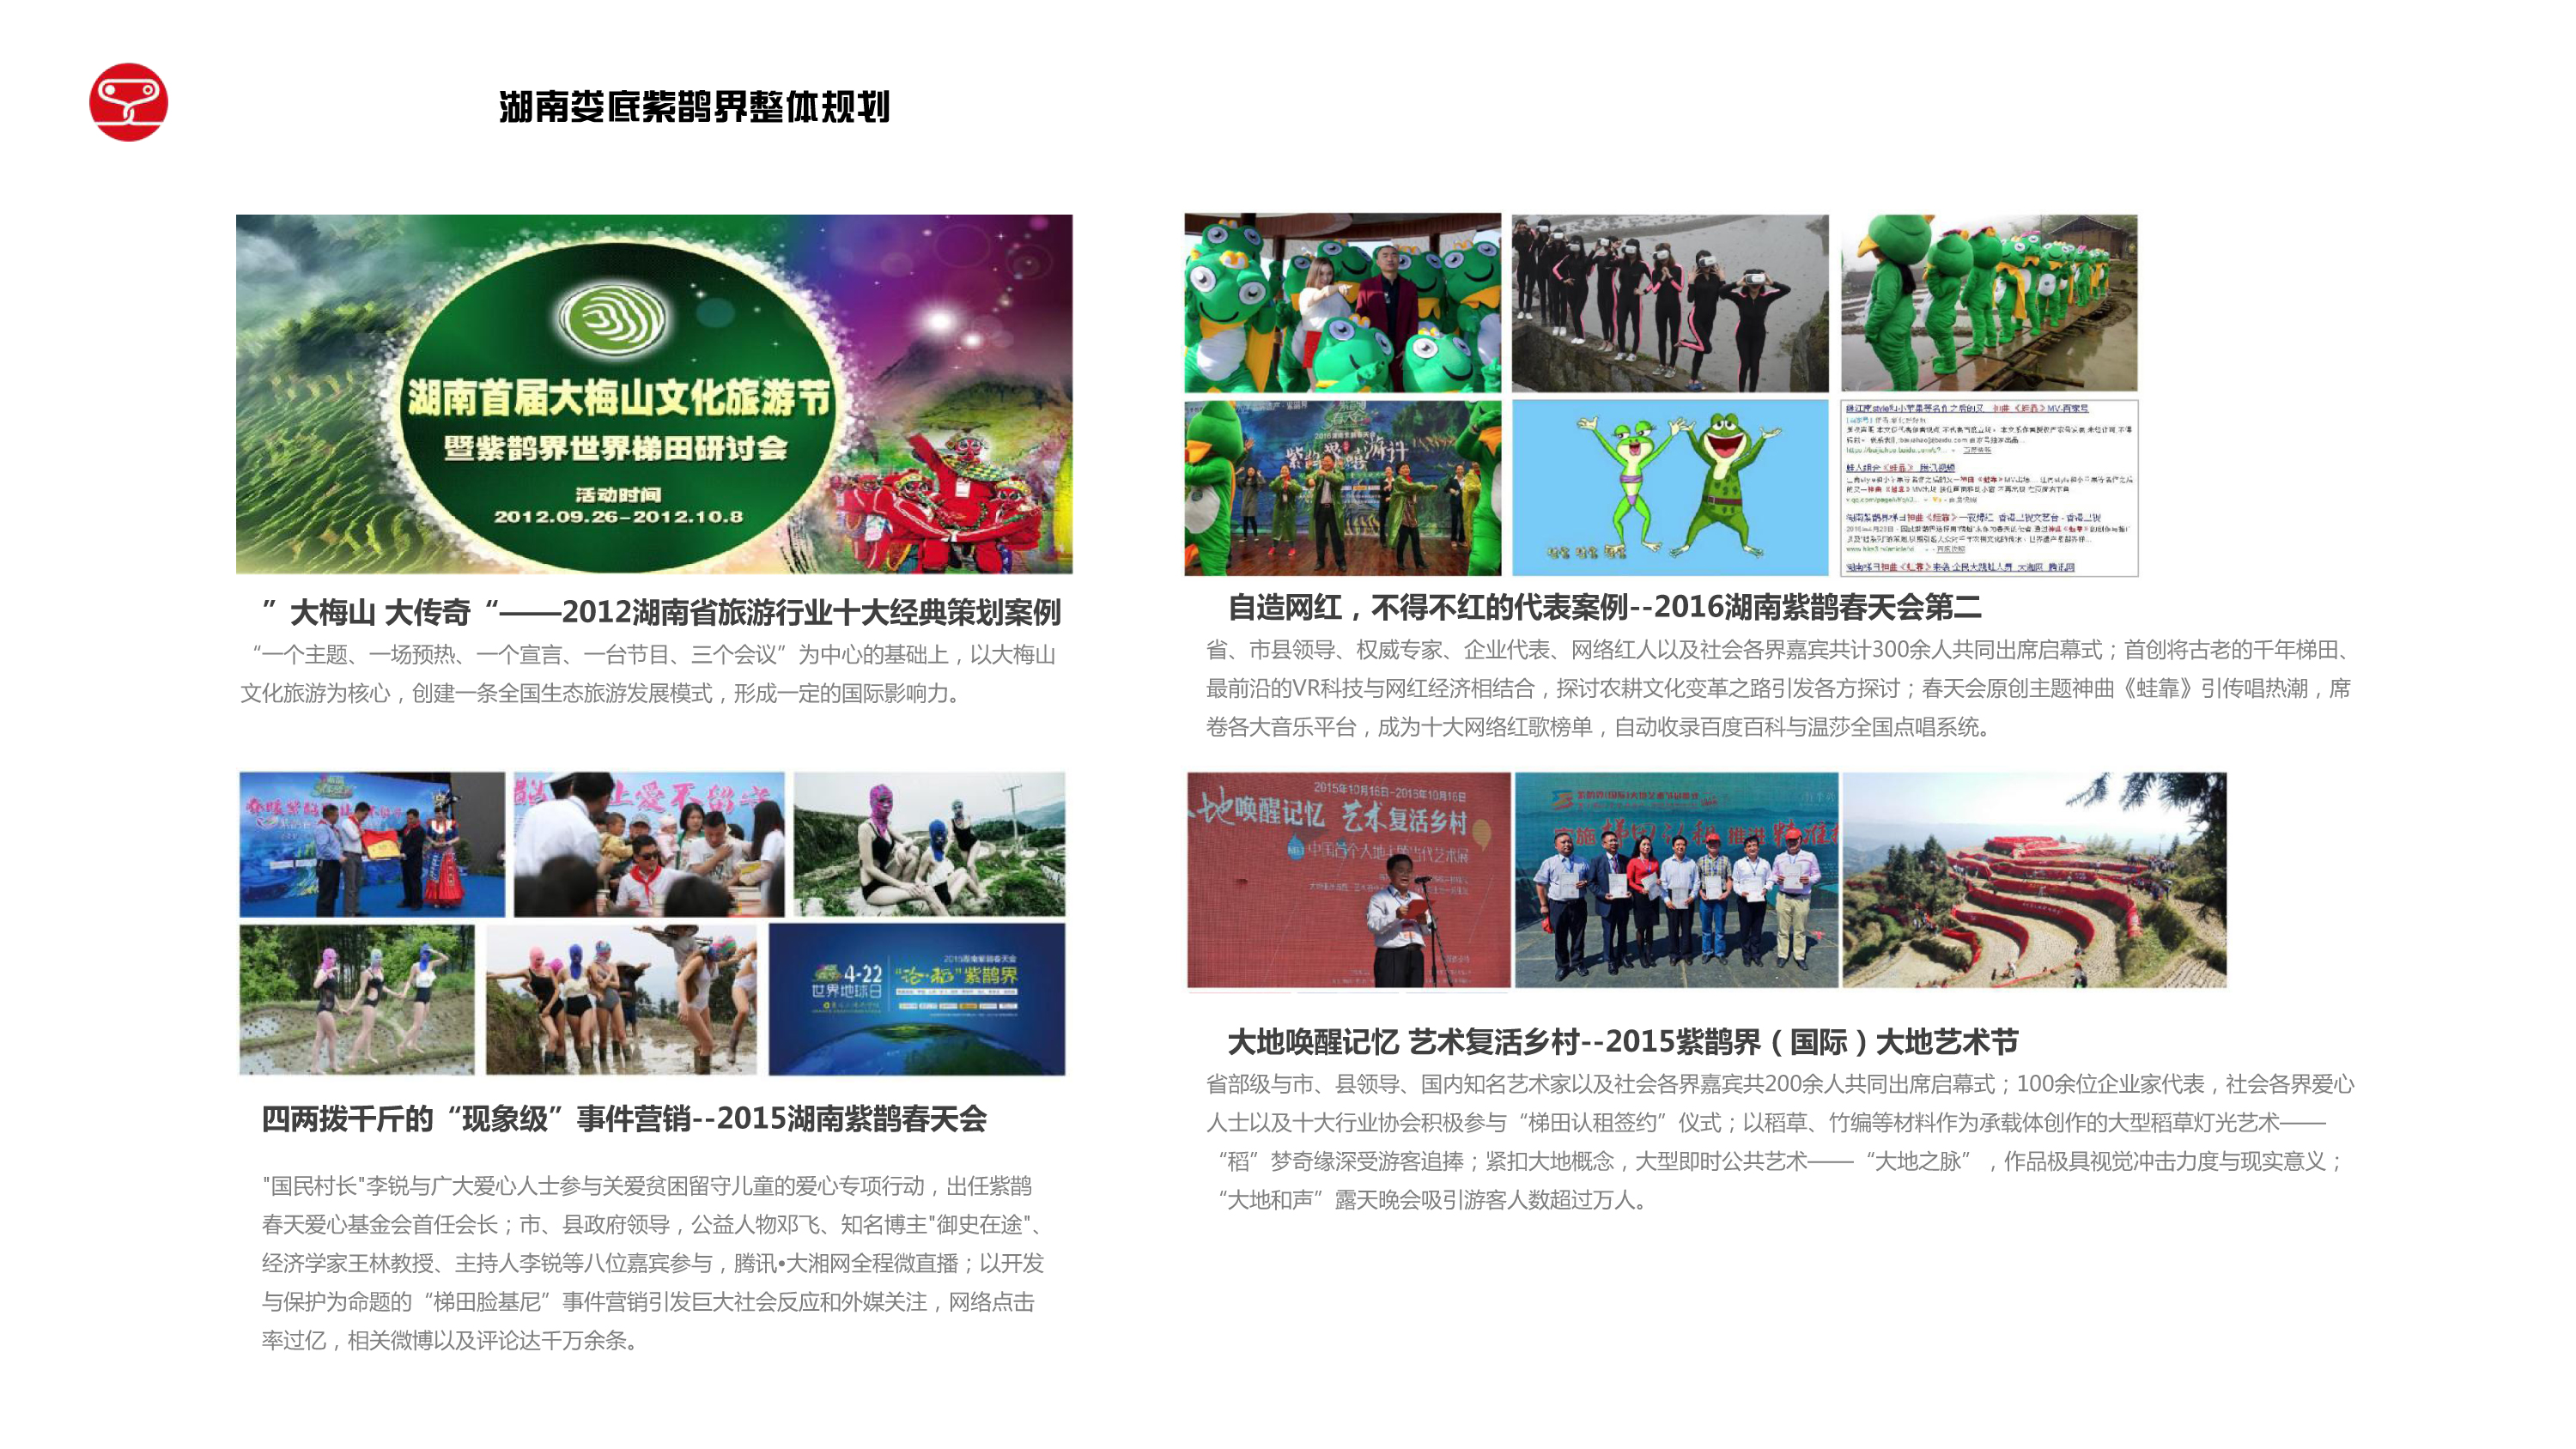 湖南娄底紫鹊界整体规划
湖南首届大梅山文化旅游节
暨紫鹊界世界梯田研讨会
活动时间
2012.09.26-2012.10.8
”大梅山 大传奇“——2012湖南省旅游行业十大经典策划案例
“一个主题、一场预热、一个宣言、一台节目、三个会议”为中心的基础上，以大梅山
文化旅游为核心，创建一条全国生态旅游发展模式，形成一定的国际影响力。
自造网红，不得不红的代表案例--2016湖南紫鹊春天会第二
省、市县领导、权威专家、企业代表、网络红人以及社会各界嘉宾共计300余人共同出席启幕式；首创将古老的千年梯田、
最前沿的VR科技与网红经济相结合，探讨农耕文化变革之路引发各方探讨；春天会原创主题神曲《蛙靠》引传唱热潮，席
卷各大音乐平台，成为十大网络红歌榜单，自动收录百度百科与温莎全国点唱系统。
2015湖南紫鹊春天会
4-22
世界地球日
“论·稻”紫鹊界
四两拨千斤的“现象级”事件营销--2015湖南紫鹊春天会
"国民村长"李锐与广大爱心人士参与关爱贫困留守儿童的爱心专项行动，出任紫鹊
春天爱心基金会首任会长；市、县政府领导，公益人物邓飞、知名博主"御史在途"、
经济学家王林教授、主持人李锐等八位嘉宾参与，腾讯•大湘网全程微直播；以开发
与保护为命题的“梯田脸基尼”事件营销引发巨大社会反应和外媒关注，网络点击
率过亿，相关微博以及评论达千万余条。
2015年10月16日-2015年10月16日
地唤醒记忆 艺术复活乡村
中国首个大地主题当代艺术展
大地唤醒记忆 艺术复活乡村--2015紫鹊界（国际）大地艺术节
省部级与市、县领导、国内知名艺术家以及社会各界嘉宾共200余人共同出席启幕式；100余位企业家代表，社会各界爱心
人士以及十大行业协会积极参与“梯田认租签约”仪式；以稻草、竹编等材料作为承载体创作的大型稻草灯光艺术——
“稻”梦奇缘深受游客追捧；紧扣大地概念，大型即时公共艺术——“大地之脉”，作品极具视觉冲击力度与现实意义；
“大地和声”露天晚会吸引游客人数超过万人。